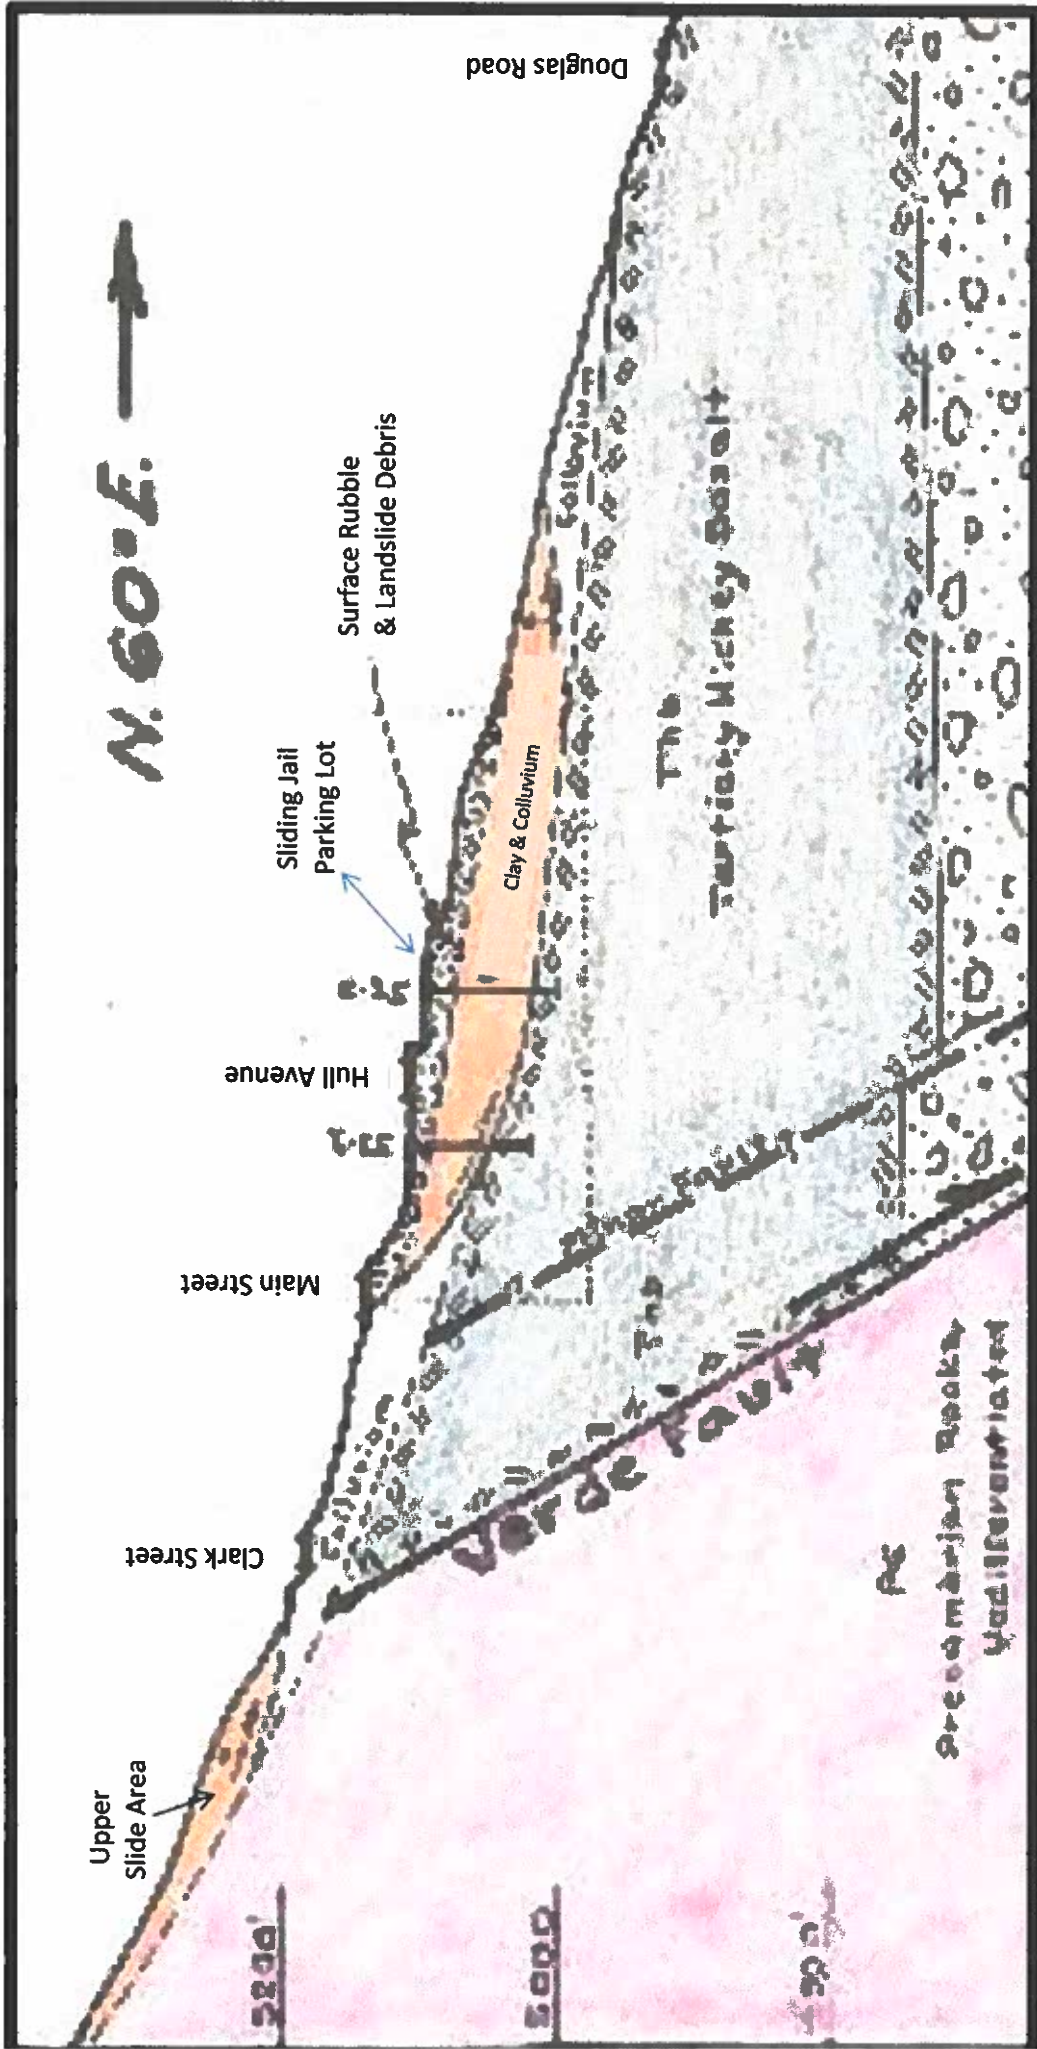 N. 60° E.
Douglas Road
Surface Rubble
& Landslide Debris
Sliding Jail
Parking Lot
Hull Avenue
Main Street
Clark Street
Upper
Slide Area
Clay & Colluvium
Colluvium
Thb
Tertiary Hickey Basalt
Thb
Verde Fault
5200'
5000
Precambrian Rocks
Undifferentiated